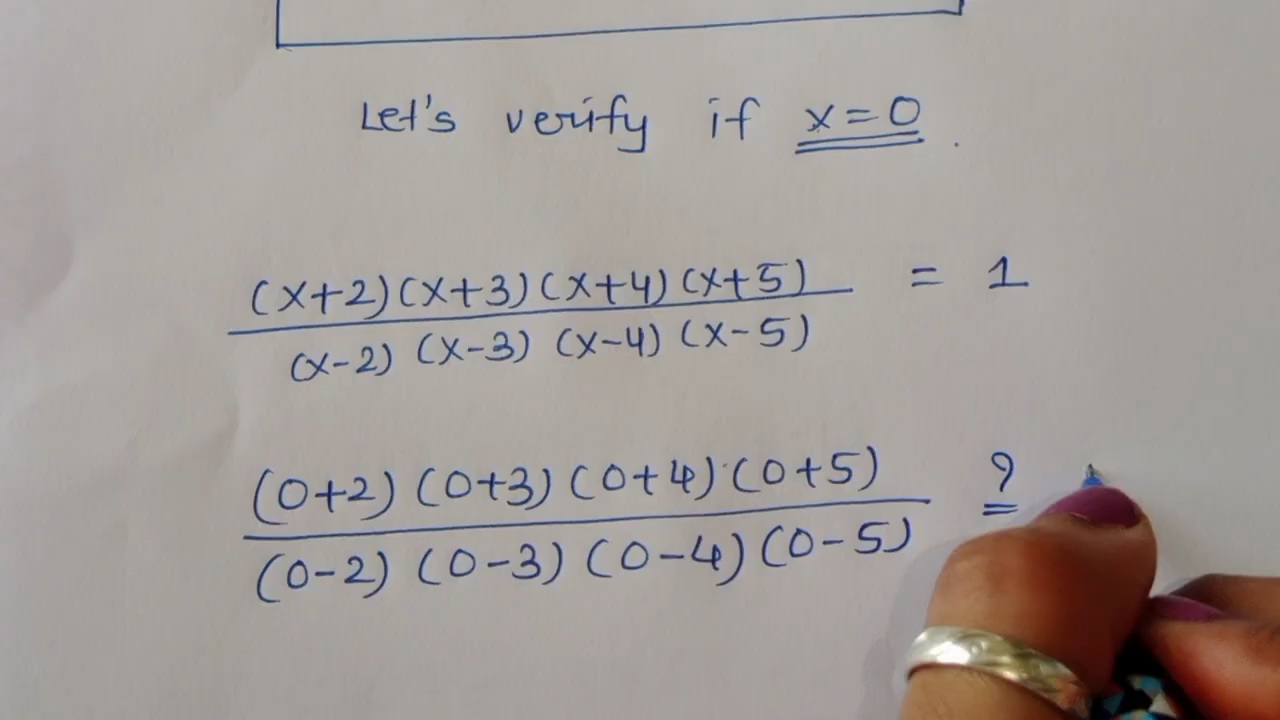 Let's verify if x=0.
(x+2)(x+3)(x+4)(x+5) = 1
(x-2) (x-3) (x-4) (x-5)
(0+2) (0+3) (0+4) (0+5) ?=
(0-2) (0-3) (0-4) (0-5)